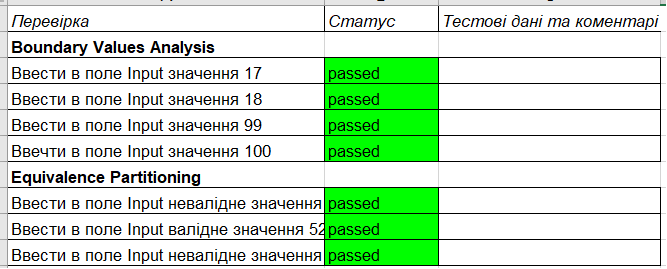 Перевірка Статус Тестові дані та коментарі
Boundary Values Analysis
Ввести в поле Input значення 17 passed
Ввести в поле Input значення 18 passed
Ввести в поле Input значення 99 passed
Ввечти в поле Input значення 100 passed
Equivalence Partitioning
Ввести в поле Input невалідне значення passed
Ввести в поле Input валідне значення 52 passed
Ввести в поле Input невалідне значення passed